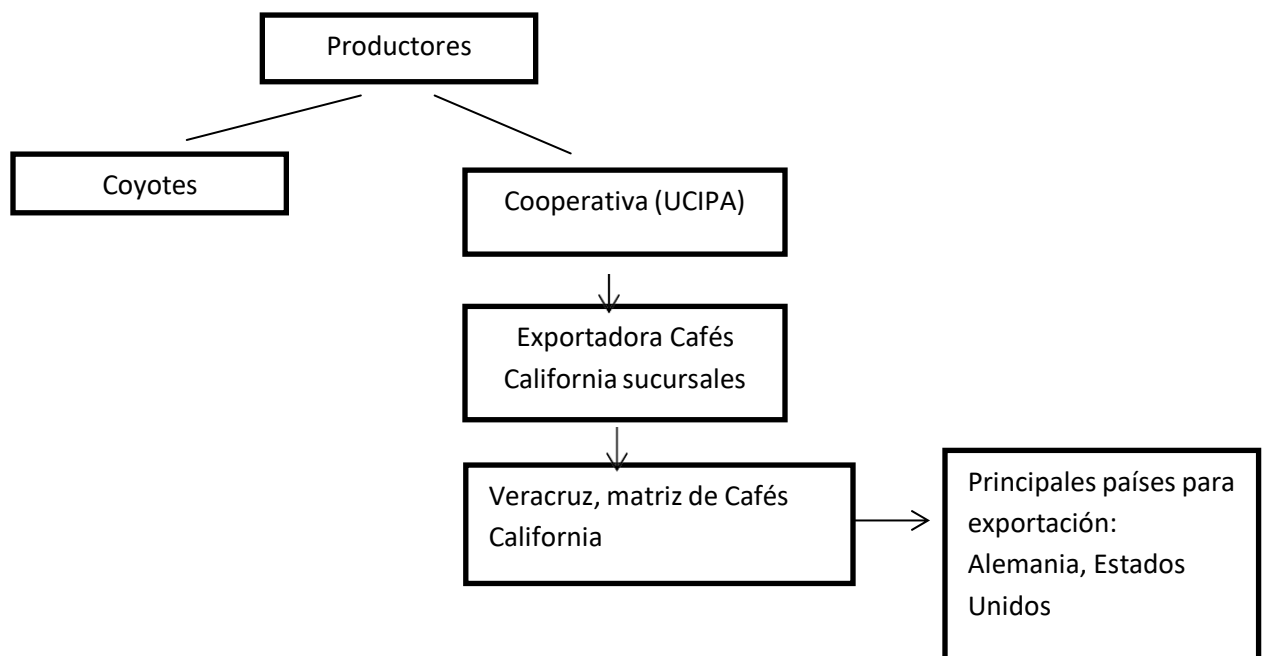 Productores
Coyotes
Cooperativa (UCIPA)
Exportadora Cafés
California sucursales
Veracruz, matriz de Cafés
California
Principales países para
exportación:
Alemania, Estados
Unidos